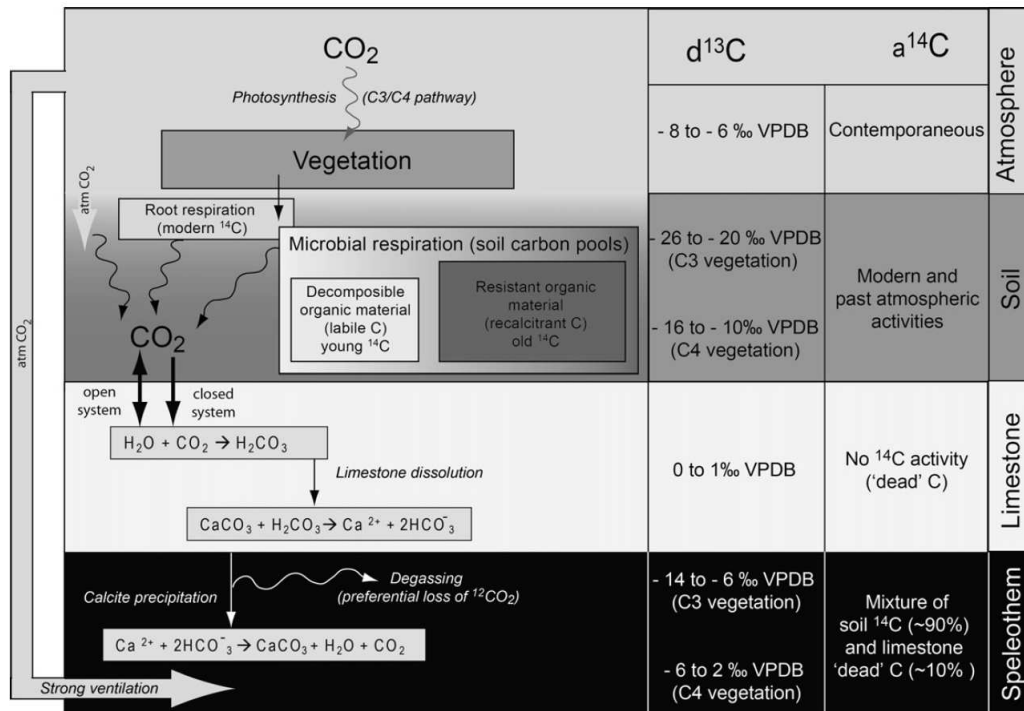 CO₂
d¹³C
a¹⁴C
Atmosphere
Photosynthesis (C3/C4 pathway)
- 8 to - 6 ‰ VPDB
Contemporaneous
Vegetation
atm CO₂
Root respiration
(modern ¹⁴C)
Microbial respiration (soil carbon pools)
Decomposible
organic material
(labile C)
young ¹⁴C
Resistant organic
material
(recalcitrant C)
old ¹⁴C
- 26 to - 20 ‰ VPDB
(C3 vegetation)
- 16 to - 10‰ VPDB
(C4 vegetation)
Modern and
past atmospheric
activities
Soil
CO₂
atm CO₂
open
system
closed
system
H₂O + CO₂ → H₂CO₃
Limestone dissolution
CaCO₃ + H₂CO₃ → Ca ²⁺ + 2HCO₃⁻
0 to 1‰ VPDB
No ¹⁴C activity
('dead' C)
Limestone
Calcite precipitation
Degassing
(preferential loss of ¹²CO₂)
Ca ²⁺ + 2HCO₃⁻ → CaCO₃ + H₂O + CO₂
- 14 to - 6 ‰ VPDB
(C3 vegetation)
- 6 to 2 ‰ VPDB
(C4 vegetation)
Mixture of
soil ¹⁴C (~90%)
and limestone
'dead' C (~10% )
Speleothem
Strong ventilation